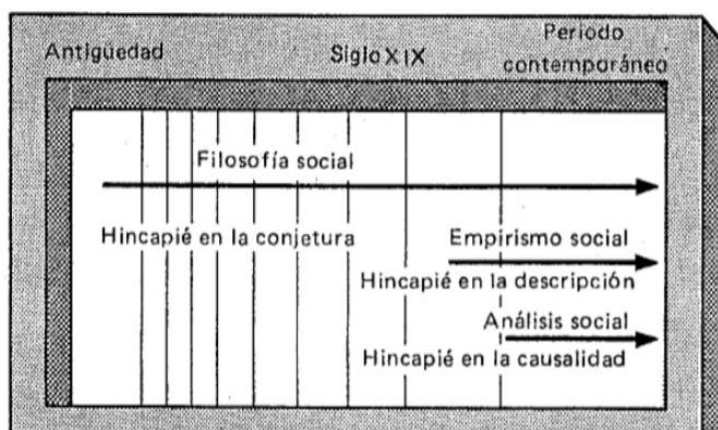 Antiguedad
Siglo XIX
Periodo
contemporáneo
Filosofía social
Hincapié en la conjetura
Empirismo social
Hincapié en la descripción
Análisis social
Hincapié en la causalidad